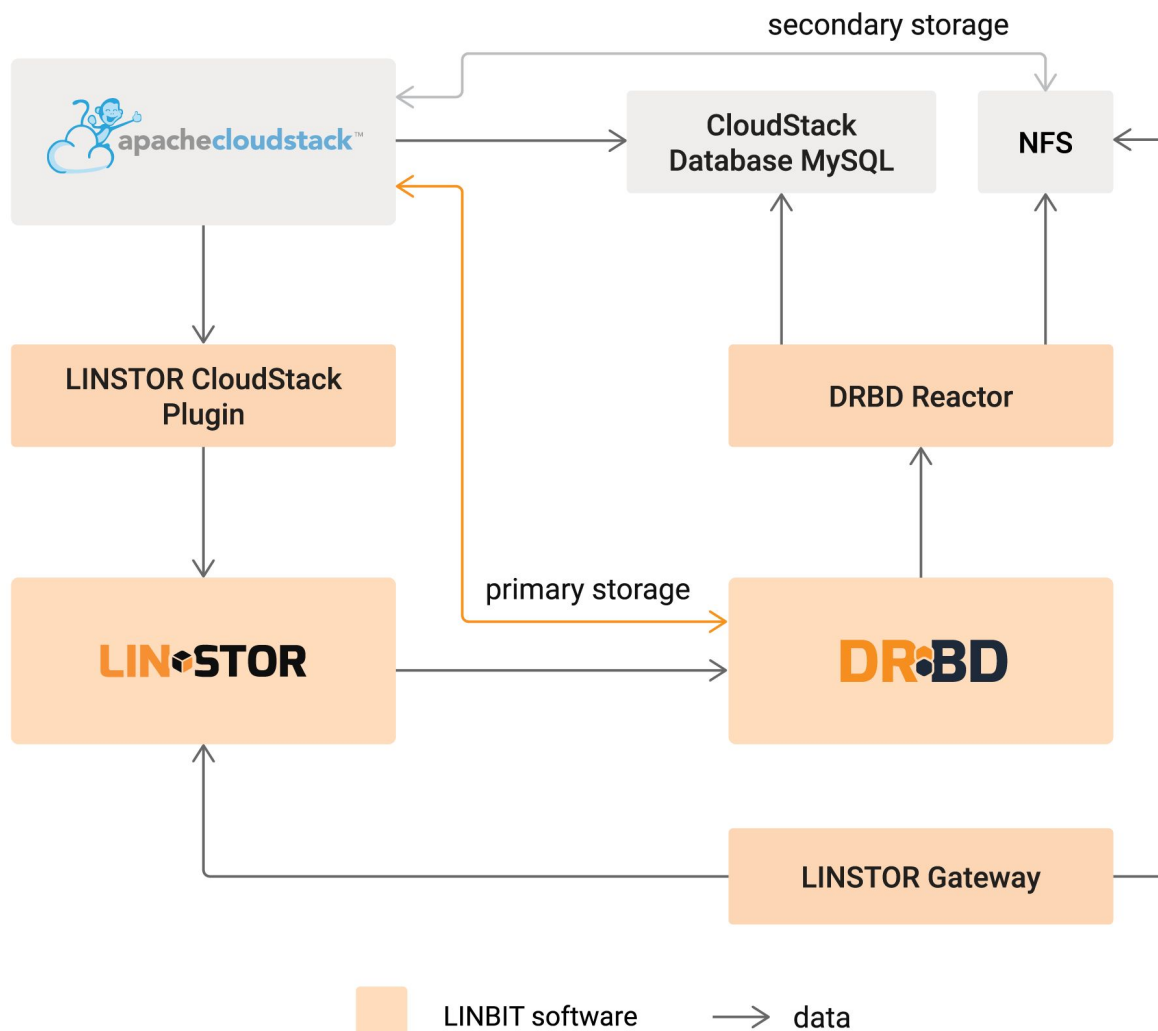 secondary storage
apachecloudstack™
CloudStack
Database MySQL
NFS
LINSTOR CloudStack
Plugin
DRBD Reactor
primary storage
LINSTOR
DRBD
LINSTOR Gateway
LINBIT software
data